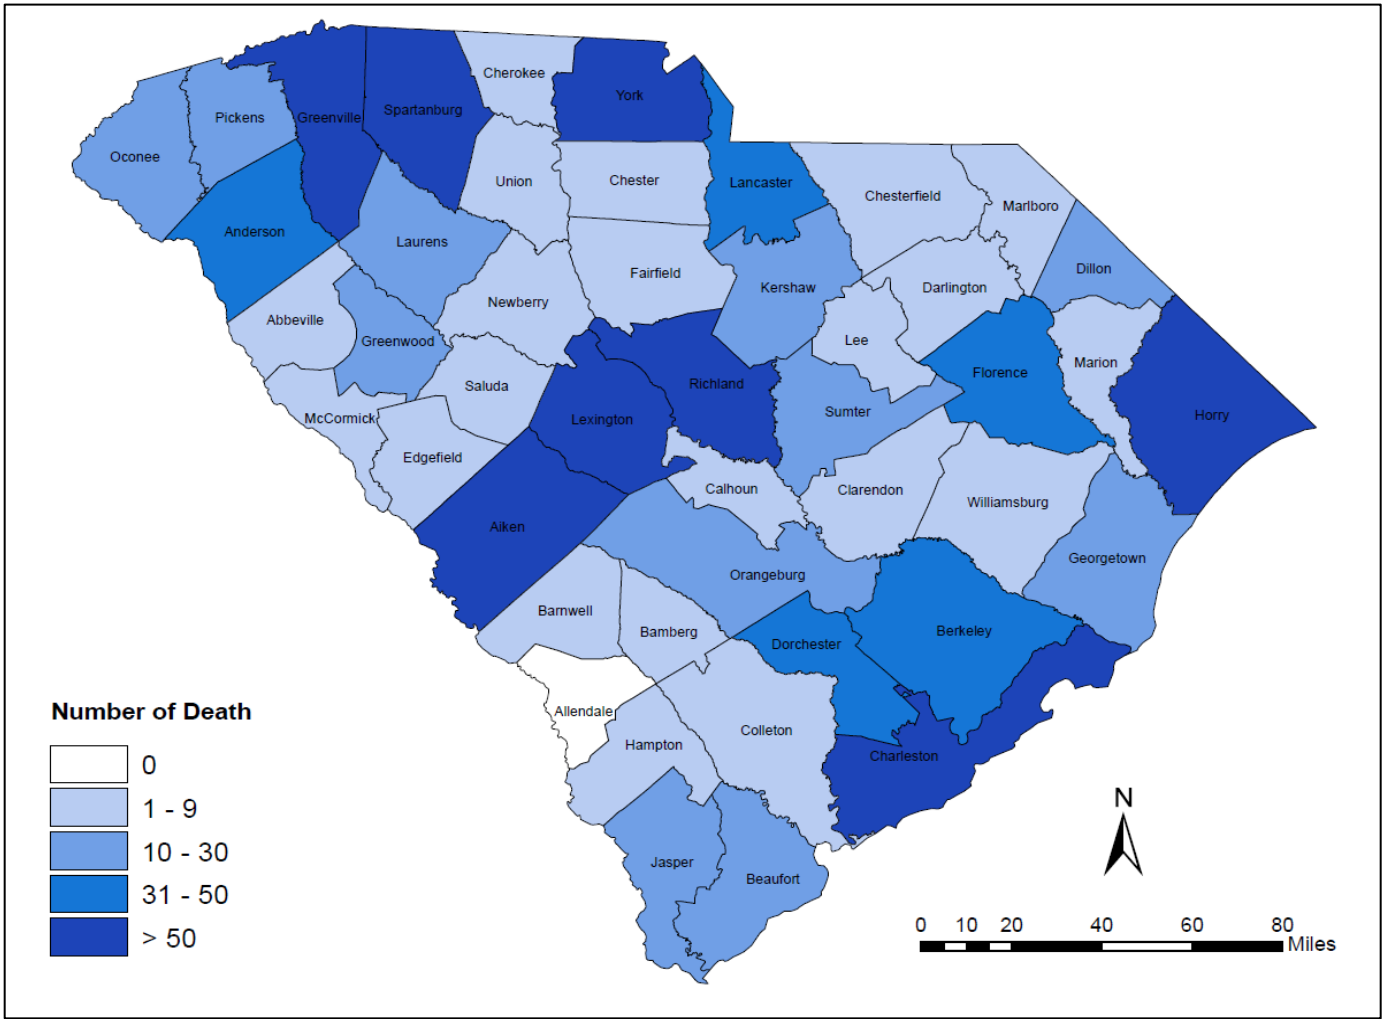 Cherokee
York
Spartanburg
Greenville
Pickens
Oconee
Union
Chester
Lancaster
Chesterfield
Marlboro
Anderson
Laurens
Fairfield
Kershaw
Darlington
Dillon
Newberry
Abbeville
Greenwood
Lee
Marion
Florence
Saluda
Richland
Sumter
Horry
McCormick
Lexington
Edgefield
Calhoun
Clarendon
Williamsburg
Aiken
Georgetown
Orangeburg
Barnwell
Bamberg
Berkeley
Dorchester
Allendale
Colleton
Hampton
Charleston
Jasper
Beaufort
Number of Death
0
1 - 9
10 - 30
31 - 50
> 50
N
0 10 20 40 60 80
Miles